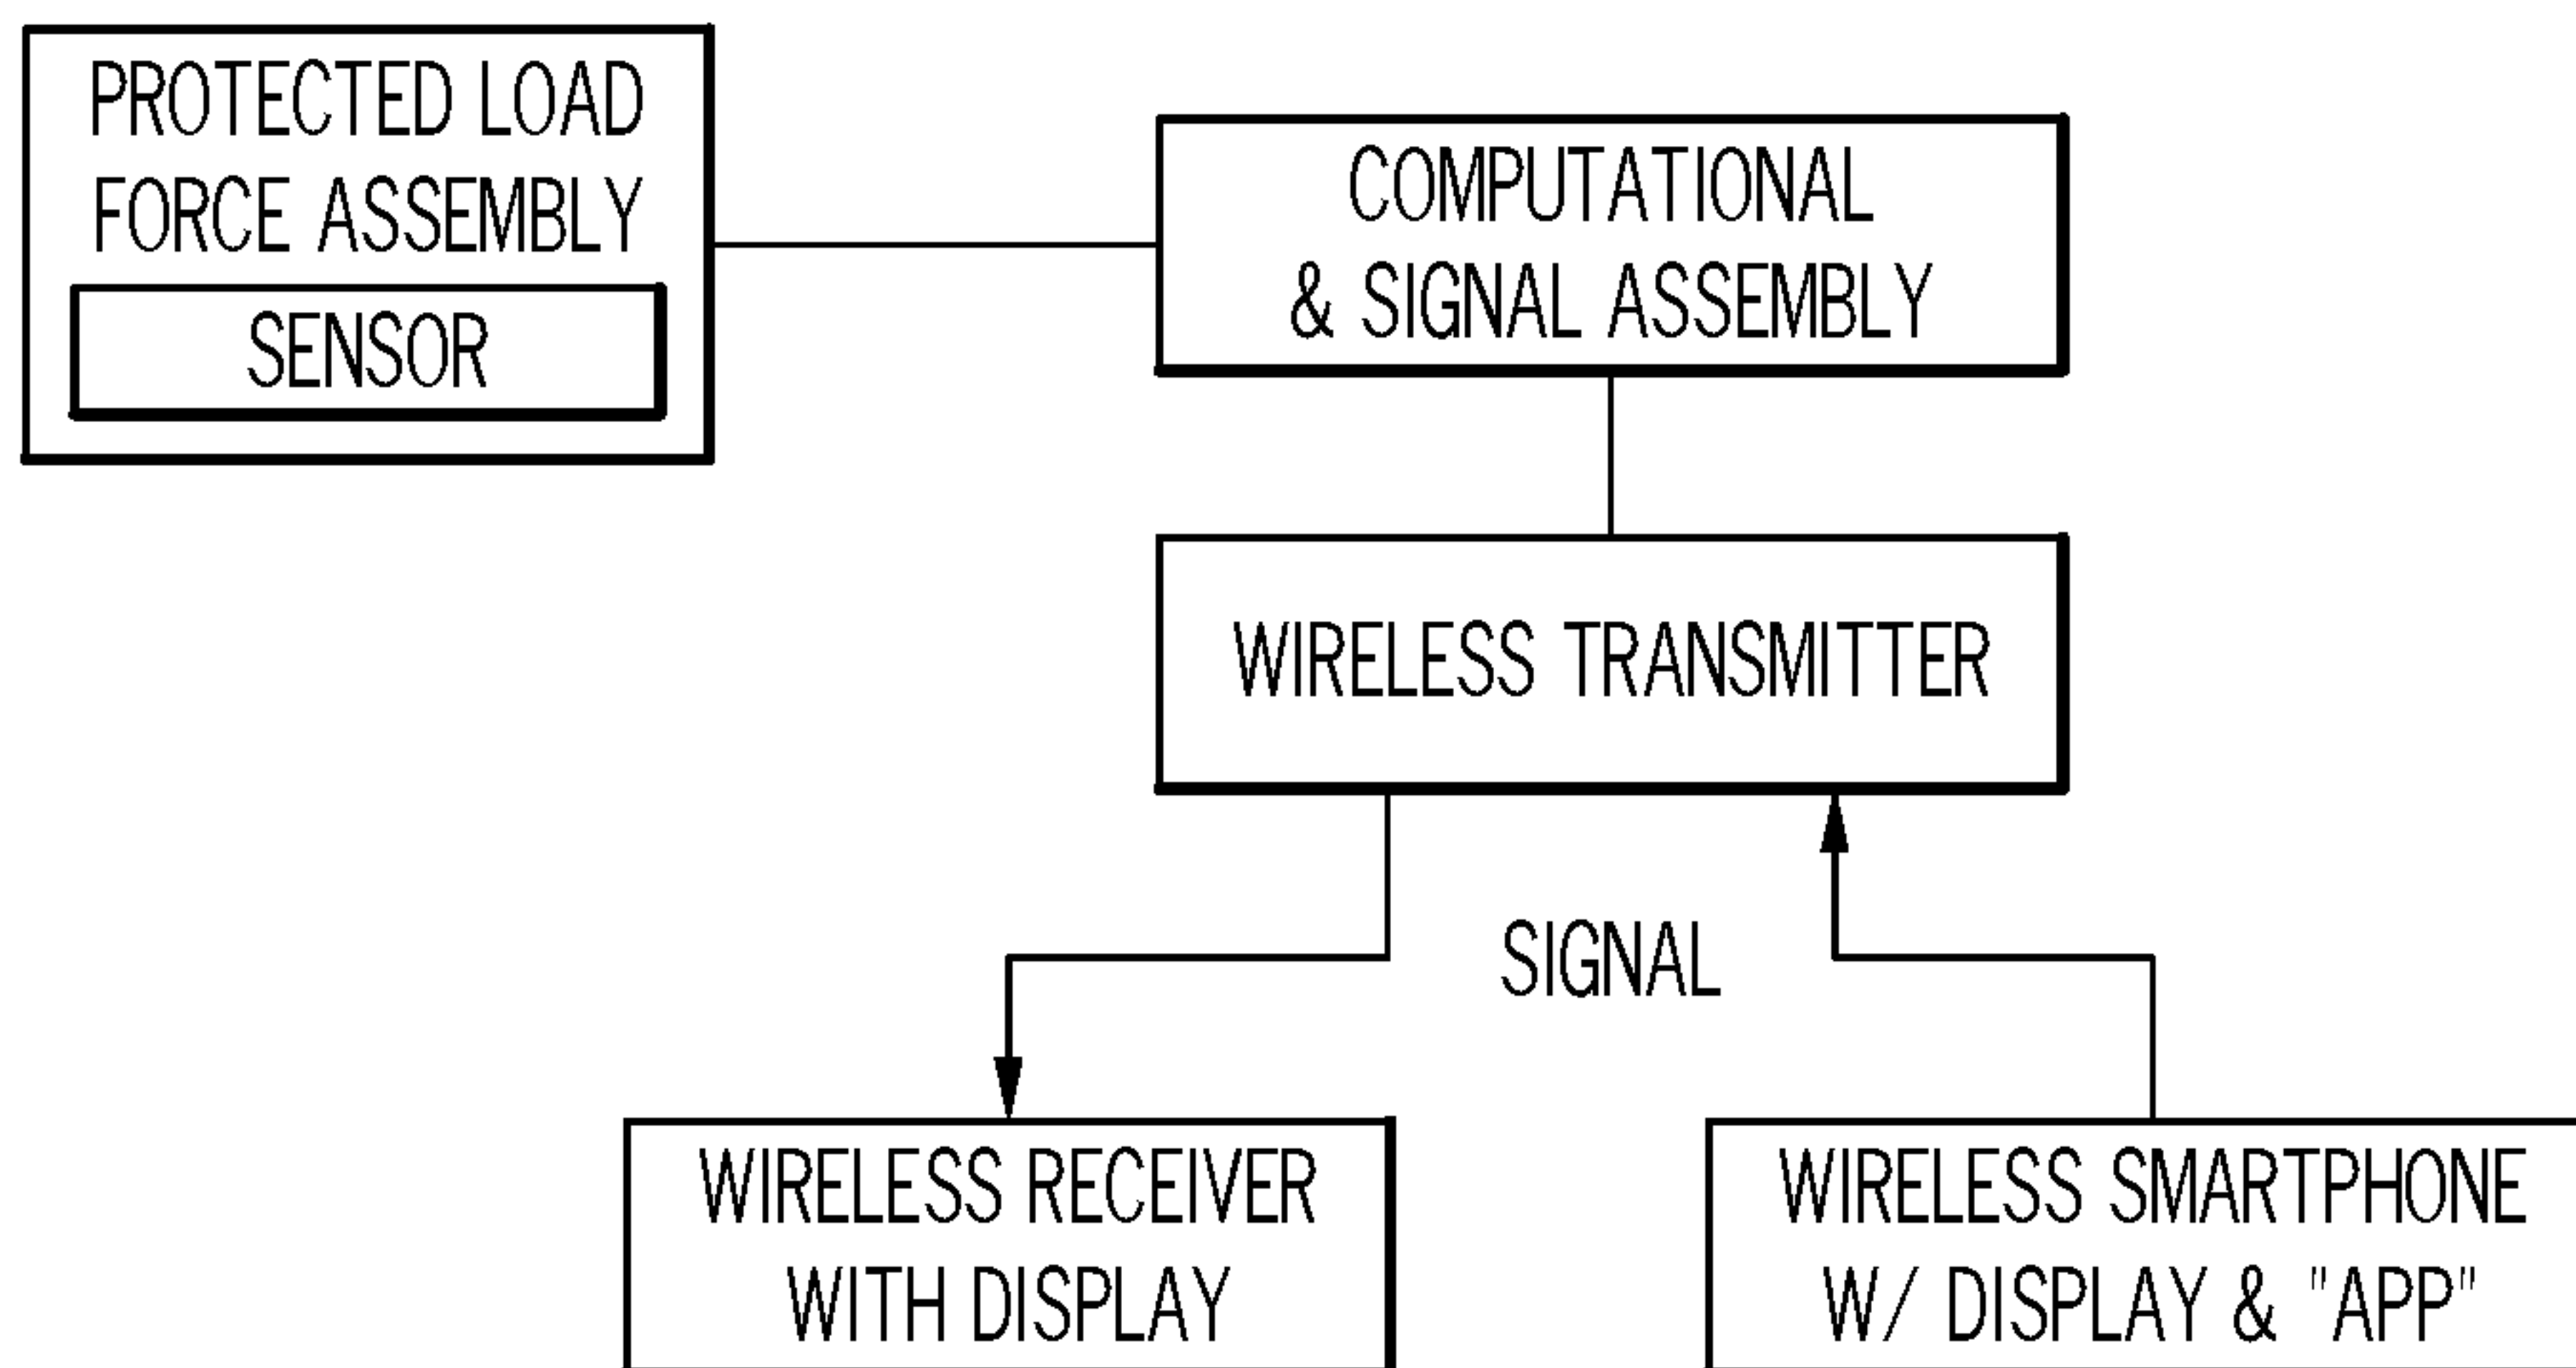 PROTECTED LOAD
FORCE ASSEMBLY
SENSOR
COMPUTATIONAL
& SIGNAL ASSEMBLY
WIRELESS TRANSMITTER
SIGNAL
WIRELESS RECEIVER
WITH DISPLAY
WIRELESS SMARTPHONE
W/ DISPLAY & "APP"